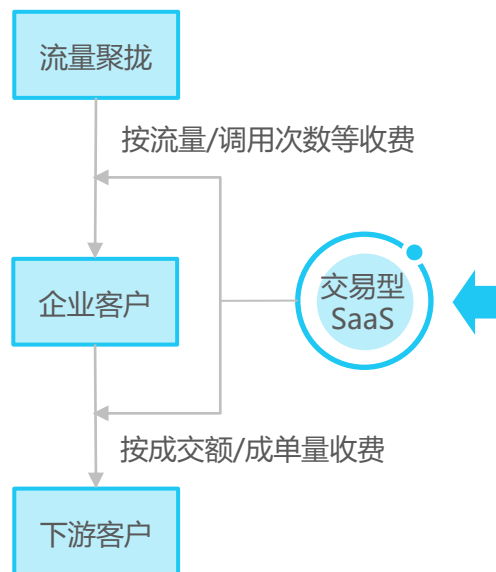 流量聚拢
按流量/调用次数等收费
企业客户
交易型
SaaS
按成交额/成单量收费
下游客户